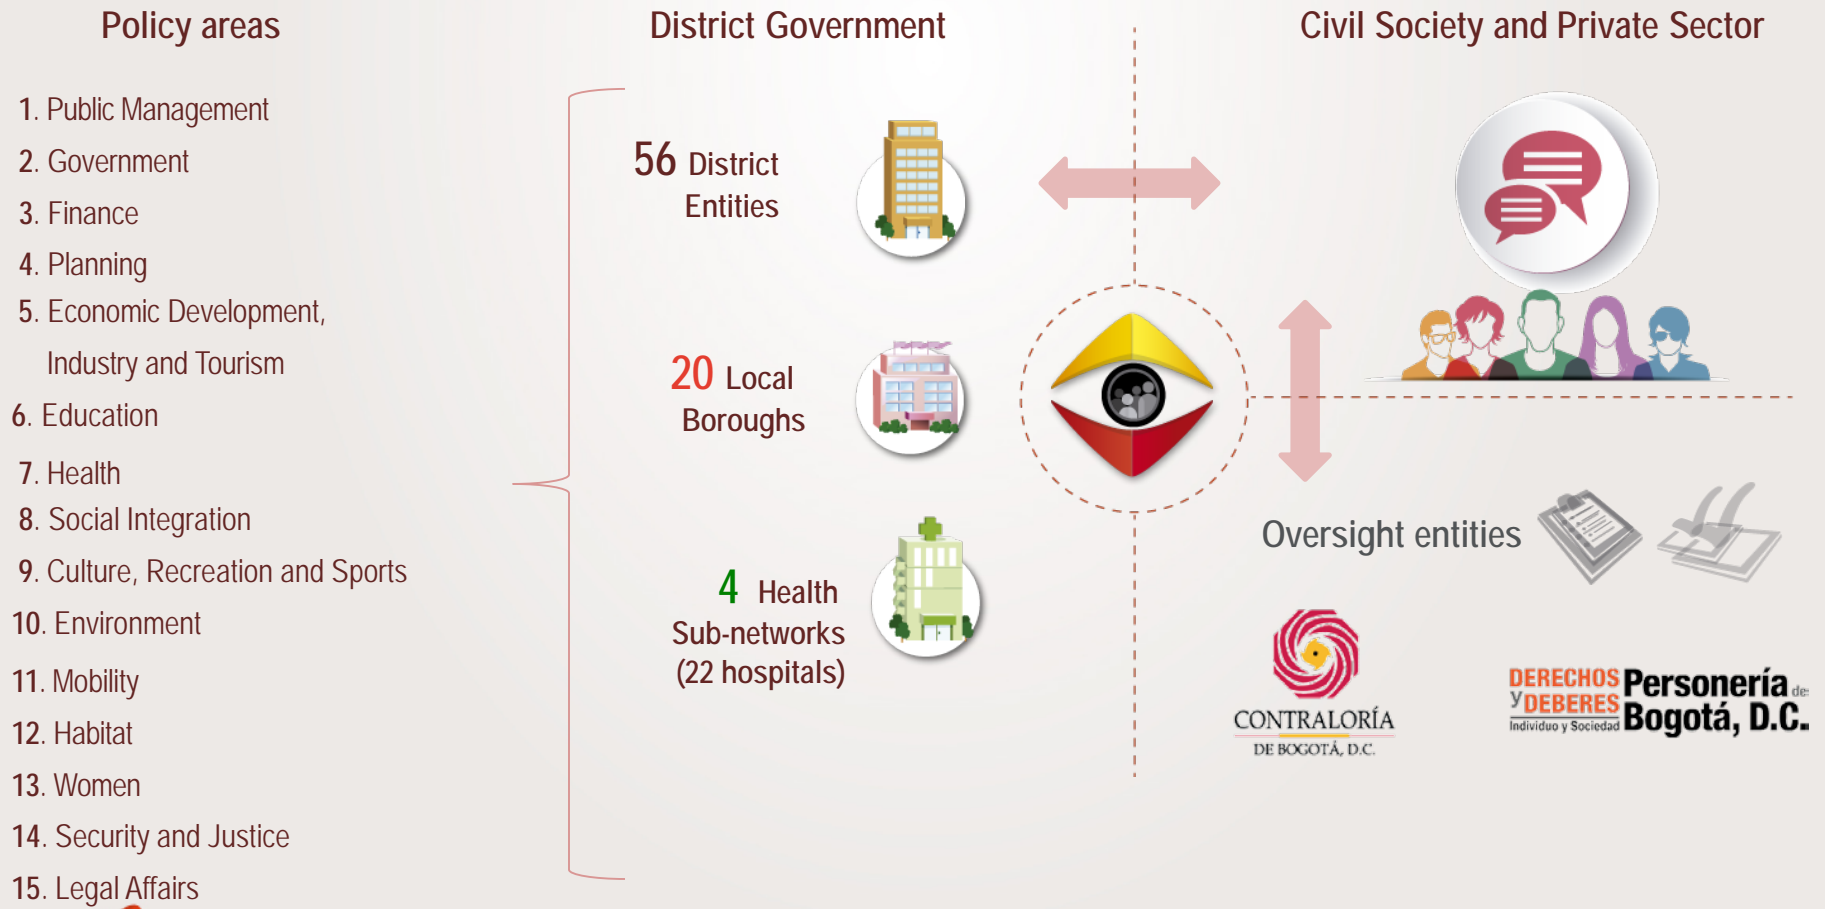 Policy areas
1. Public Management
2. Government
3. Finance
4. Planning
5. Economic Development,
Industry and Tourism
6. Education
7. Health
8. Social Integration
9. Culture, Recreation and Sports
10. Environment
11. Mobility
12. Habitat
13. Women
14. Security and Justice
15. Legal Affairs
District Government
56 District
Entities
20 Local
Boroughs
4 Health
Sub-networks
(22 hospitals)
Civil Society and Private Sector
Oversight entities
CONTRALORÍA
DE BOGOTÁ, D.C.
DERECHOS
y DEBERES
Individuo y Sociedad
Personería de
Bogotá, D.C.